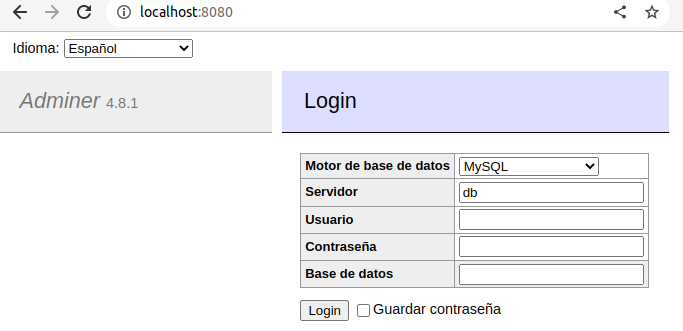 localhost:8080
Idioma: Español
Adminer 4.8.1
Login
Motor de base de datos MySQL
Servidor db
Usuario
Contraseña
Base de datos
Login Guardar contraseña